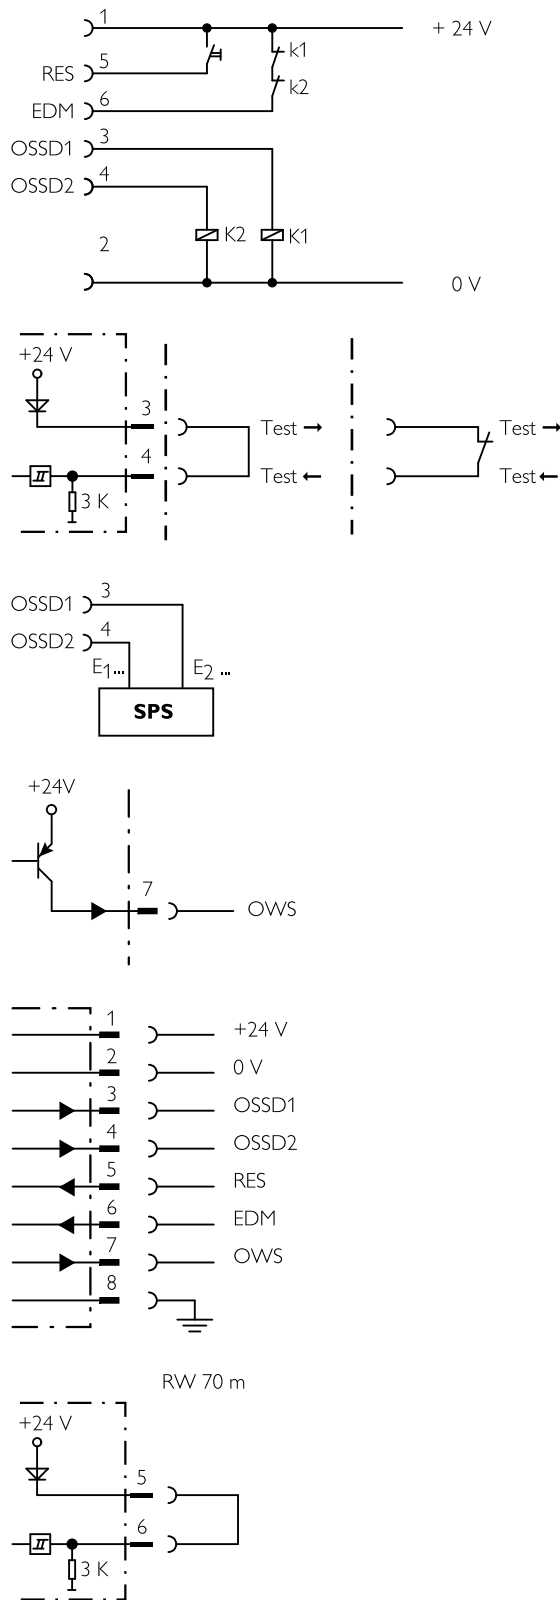 1
+ 24 V
k1
RES 5
k2
EDM 6
OSSD1 3
OSSD2 4
K2 K1
2
0 V
+24 V
3 Test Test
4 Test Test
3 K
OSSD1 3
OSSD2 4
E1... E2 ...
SPS
+24V
7
OWS
1 +24 V
2 0 V
3 OSSD1
4 OSSD2
5 RES
6 EDM
7 OWS
8
RW 70 m
+24 V
5
6
3 K